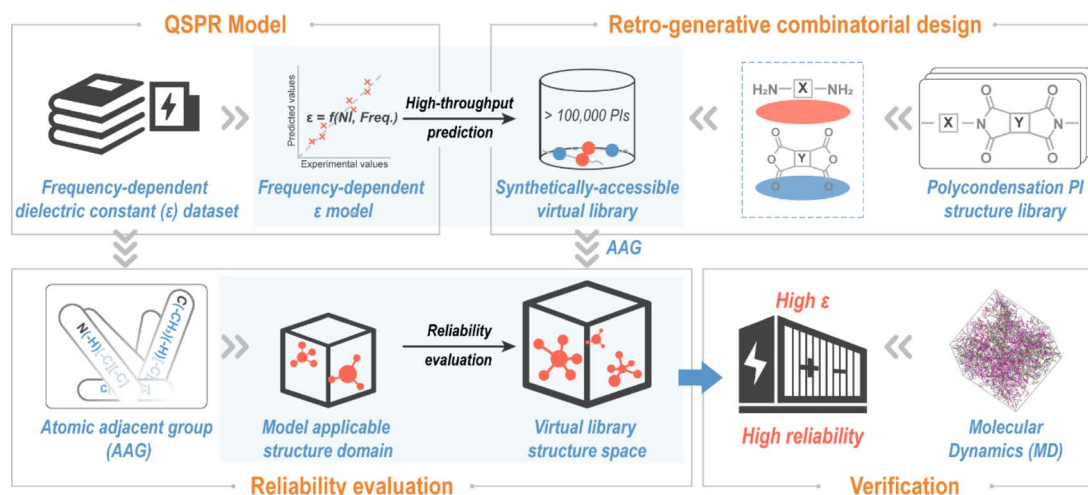 QSPR Model
Retro-generative combinatorial design
Predicted values
ε = f(NI, Freq.)
Experimental values
High-throughput
prediction
> 100,000 PIs
H₂N
X
NH₂
O
O
O
Y
O
O
O
X
N
O
O
Y
O
O
N
Frequency-dependent
dielectric constant (ε) dataset
Frequency-dependent
ε model
Synthetically-accessible
virtual library
Polycondensation PI
structure library
AAG
N(-H)[-C][-C]
C(-CH₃)(-H)
C[
Reliability
evaluation
High ε
+ -
High reliability
Atomic adjacent group
(AAG)
Model applicable
structure domain
Virtual library
structure space
Molecular
Dynamics (MD)
Reliability evaluation
Verification